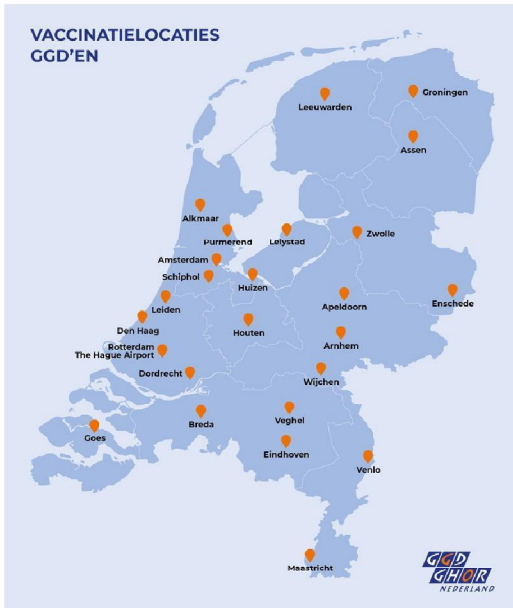 VACCINATIELOCATIES
GGD'EN
Leeuwarden
Groningen
Assen
Alkmaar
Purmerend
Lelystad
Zwolle
Amsterdam
Schiphol
Huizen
Enschede
Leiden
Apeldoorn
Den Haag
Houten
Arnhem
Rotterdam
The Hague Airport
Dordrecht
Wijchen
Breda
Veghel
Goes
Eindhoven
Venlo
Maastricht
GGD
GHOR
NEDERLAND